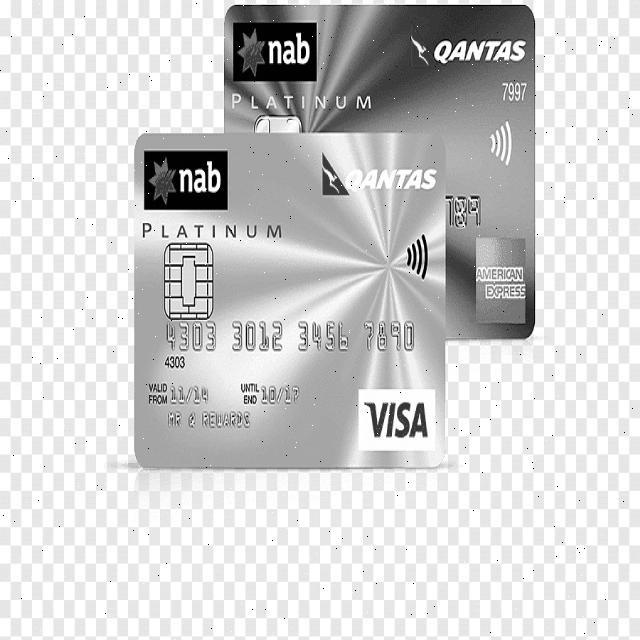 nab
QANTAS
PLATINUM
7997
789
AMERICAN
EXPRESS
nab
QANTAS
PLATINUM
4303 3012 3456 7890
4303
VALID
FROM 11/14
UNTIL
END 10/17
MR Q REWARDS
VISA